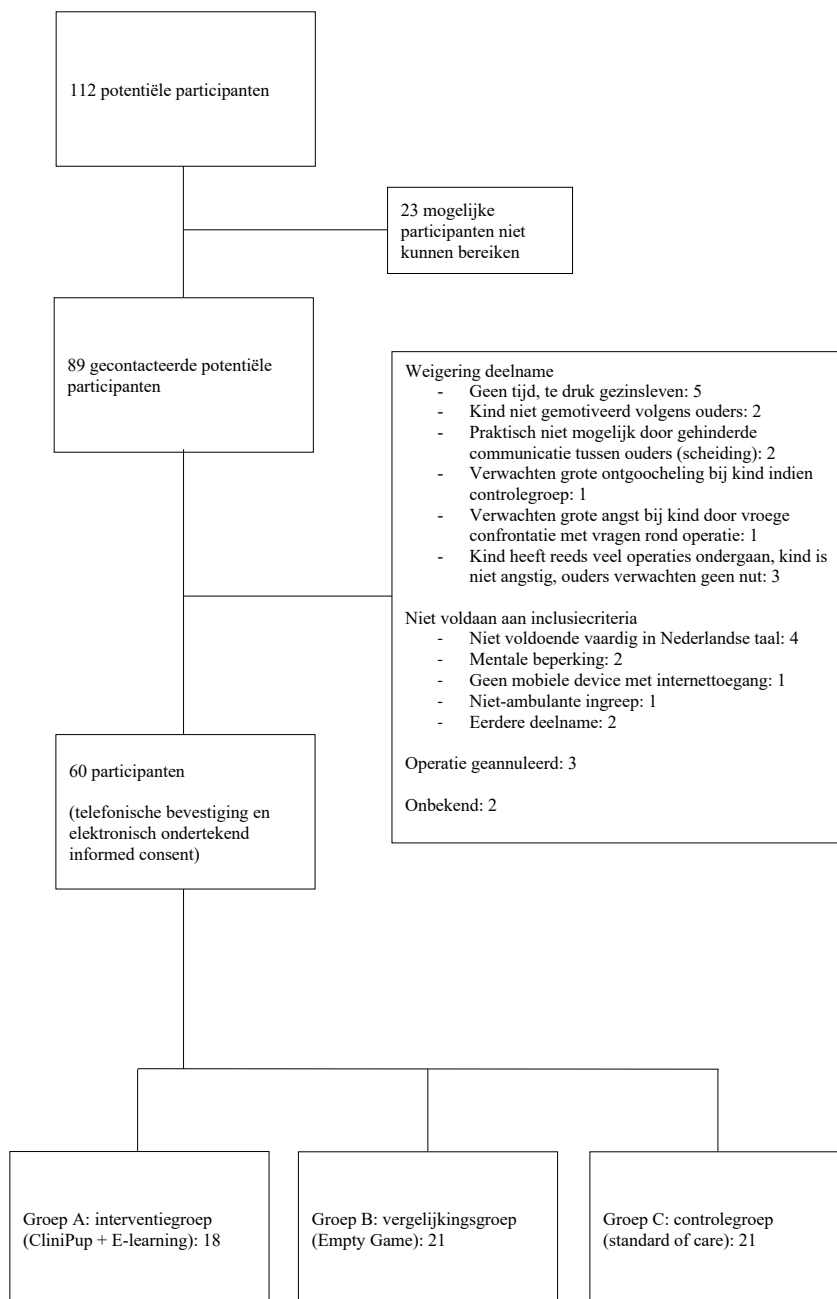 112 potentiële participanten
23 mogelijke
participanten niet
kunnen bereiken
89 gecontacteerde potentiële
participanten
Weigering deelname
- Geen tijd, te druk gezinsleven: 5
- Kind niet gemotiveerd volgens ouders: 2
- Praktisch niet mogelijk door gehinderde
communicatie tussen ouders (scheiding): 2
- Verwachten grote ontgoocheling bij kind indien
controlegroep: 1
- Verwachten grote angst bij kind door vroege
confrontatie met vragen rond operatie: 1
- Kind heeft reeds veel operaties ondergaan, kind is
niet angstig, ouders verwachten geen nut: 3
Niet voldaan aan inclusiecriteria
- Niet voldoende vaardig in Nederlandse taal: 4
- Mentale beperking: 2
- Geen mobiele device met internettoegang: 1
- Niet-ambulante ingreep: 1
- Eerdere deelname: 2
Operatie geannuleerd: 3
Onbekend: 2
60 participanten
(telefonische bevestiging en
elektronisch ondertekend
informed consent)
Groep A: interventiegroep
(CliniPup + E-learning): 18
Groep B: vergelijkingsgroep
(Empty Game): 21
Groep C: controlegroep
(standard of care): 21